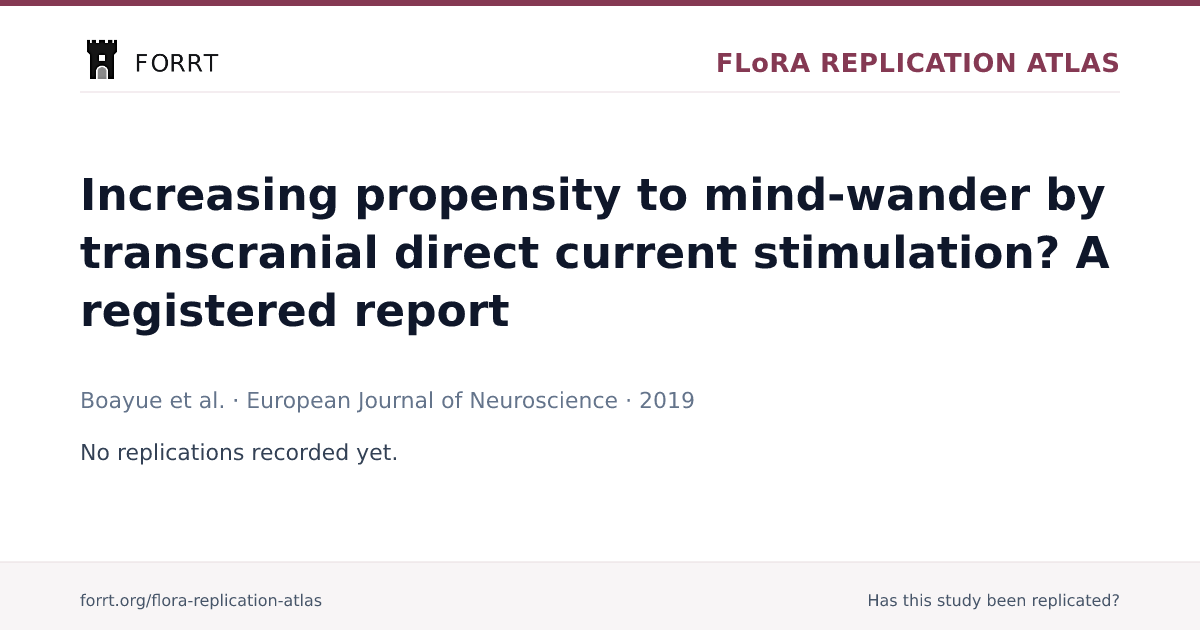 FORRT
FLoRA REPLICATION ATLAS
Increasing propensity to mind-wander by
transcranial direct current stimulation? A
registered report
Boayue et al. · European Journal of Neuroscience · 2019
No replications recorded yet.
forrt.org/flora-replication-atlas
Has this study been replicated?